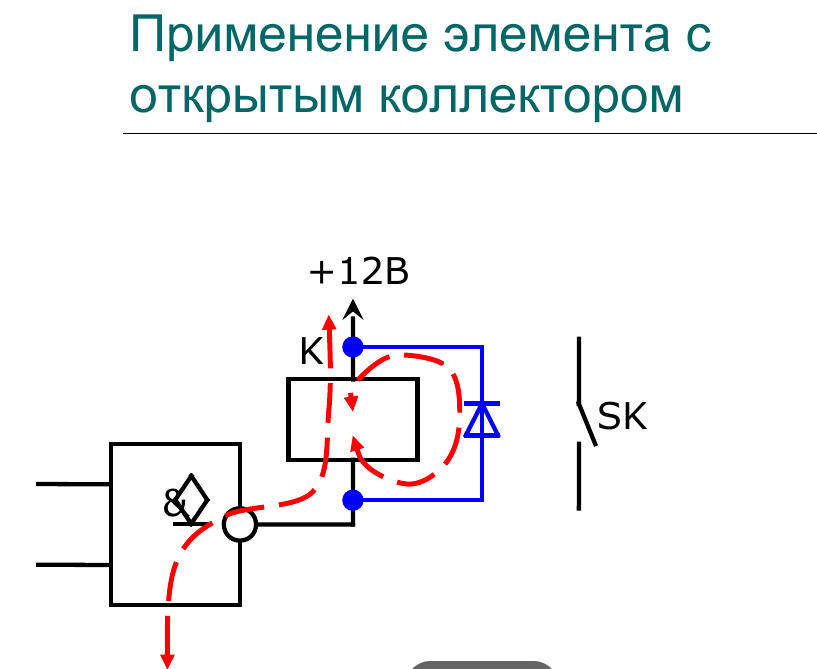 Применение элемента с
открытым коллектором
+12В
K
SK
&